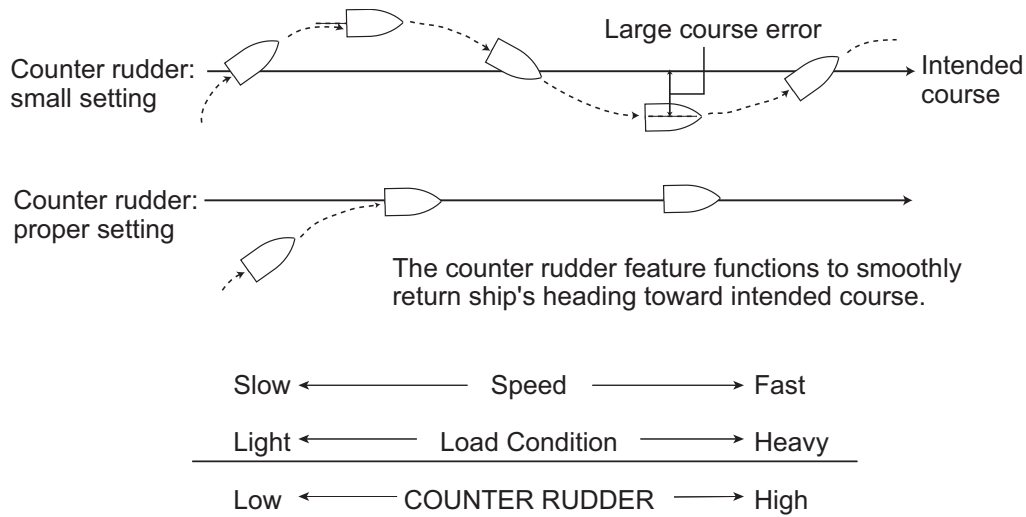 Large course error
Counter rudder:
small setting
Intended
course
Counter rudder:
proper setting
The counter rudder feature functions to smoothly
return ship's heading toward intended course.
Slow Speed Fast
Light Load Condition Heavy
Low COUNTER RUDDER High